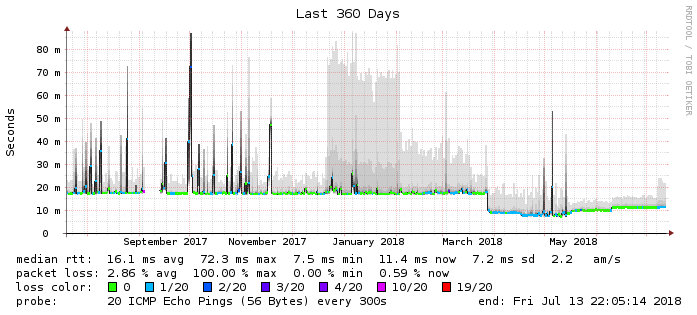 Last 360 Days
RRDTOOL / TOBI OETIKER
Seconds
80 m
70 m
60 m
50 m
40 m
30 m
20 m
10 m
0
September 2017 November 2017 January 2018 March 2018 May 2018
median rtt: 16.1 ms avg 72.3 ms max 7.5 ms min 11.4 ms now 7.2 ms sd 2.2 am/s
packet loss: 2.86 % avg 100.00 % max 0.00 % min 0.59 % now
loss color: 0 1/20 2/20 3/20 4/20 10/20 19/20
probe: 20 ICMP Echo Pings (56 Bytes) every 300s end: Fri Jul 13 22:05:14 2018